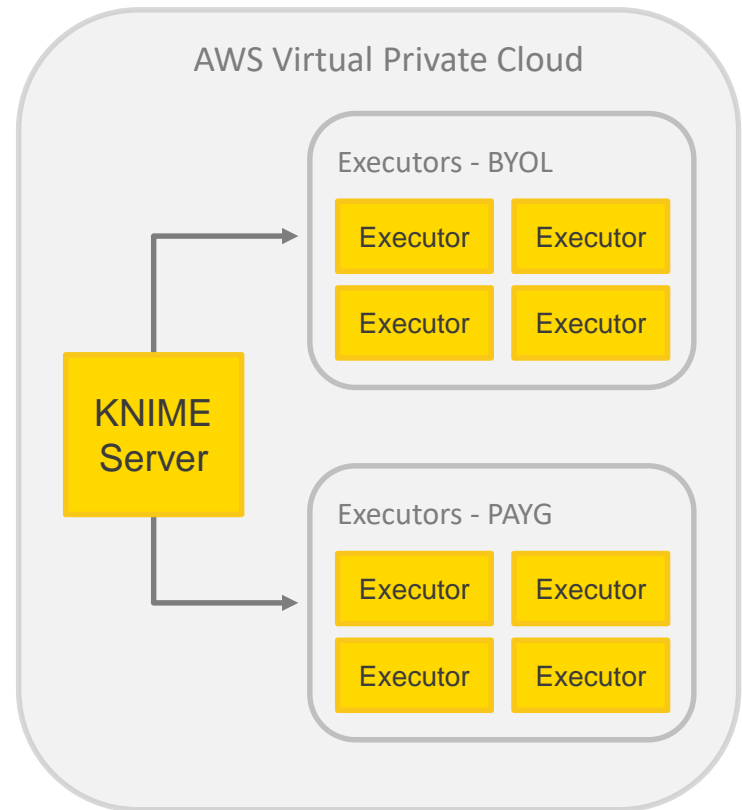 AWS Virtual Private Cloud
Executors - BYOL
Executor Executor
Executor Executor
KNIME
Server
Executors - PAYG
Executor Executor
Executor Executor